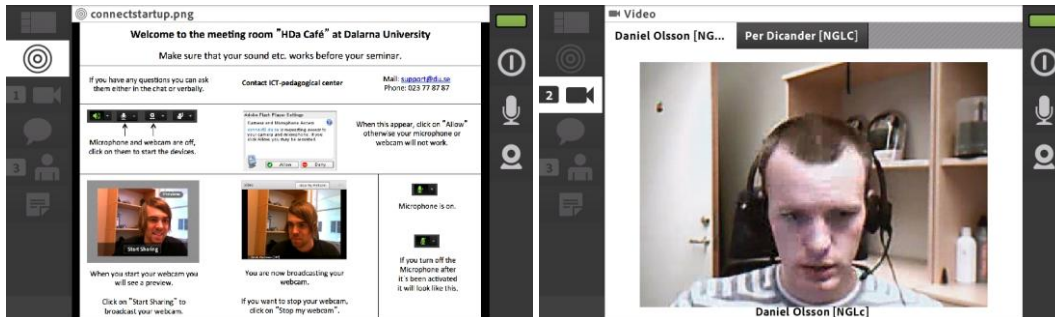 connectstartup.png
Welcome to the meeting room "HDa Café" at Dalarna University
Make sure that your sound etc. works before your seminar.
If you have any questions you can ask
them either in the chat or verbally.
Contact ICT-pedagogical center
Mail: support@du.se
Phone: 023 77 87 87
Microphone and webcam are off,
click on them to start the devices.
Adobe Flash Player Settings
Camera and Microphone Access
Allow
Deny
When this appear, click on "Allow"
otherwise your microphone or
webcam will not work.
Start Sharing
When you start your webcam you
will see a preview.
Click on "Start Sharing" to
broadcast your webcam.
You are now broadcasting your
webcam.
If you want to stop your webcam,
click on "Stop my webcam".
Microphone is on.
If you turn off the
Microphone after
it's been activated
it will look like this.
1
3
Video
Daniel Olsson [NG...
Per Dicander [NGLC]
2
3
Daniel Olsson [NGLc]